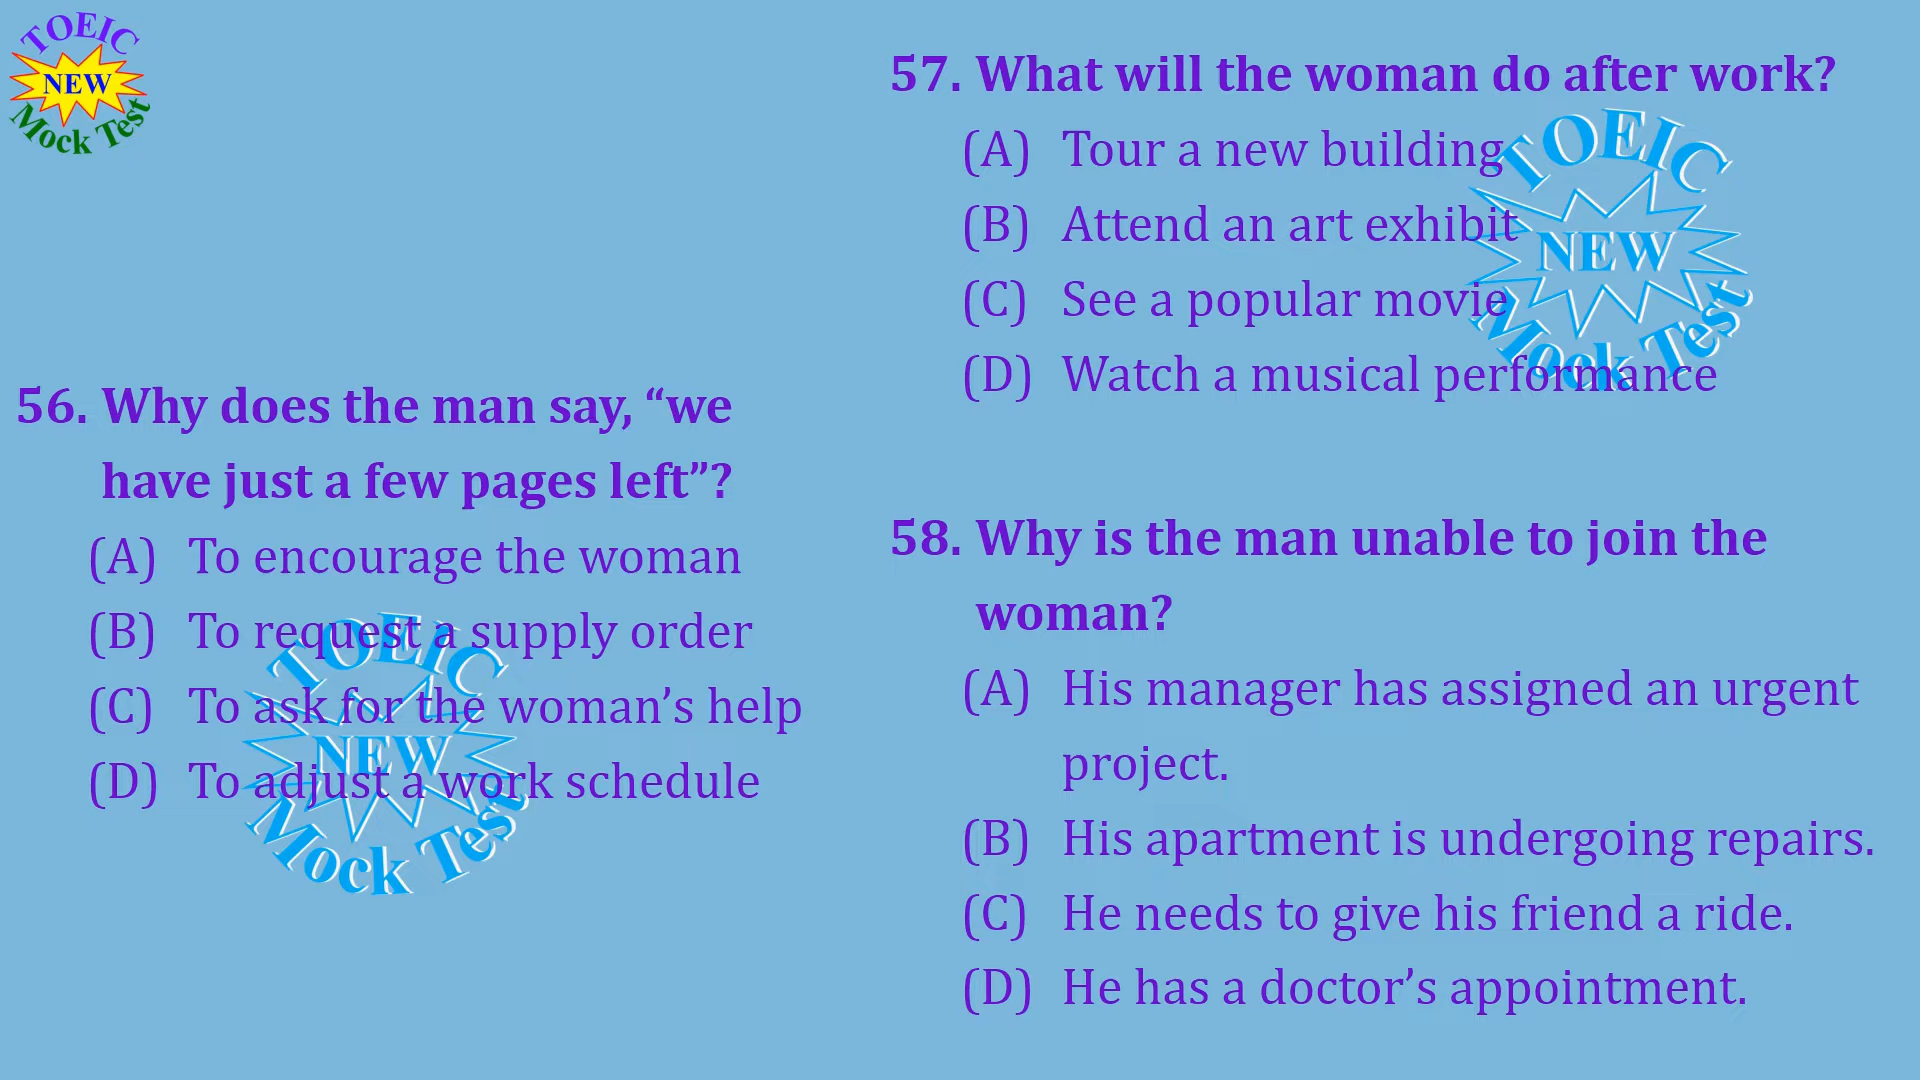 TOEIC
NEW
Mock Test
56. Why does the man say, “we
have just a few pages left”?
(A) To encourage the woman
(B) To request a supply order
(C) To ask for the woman’s help
(D) To adjust a work schedule
TOEIC
NEW
Mock Test
57. What will the woman do after work?
(A) Tour a new building
(B) Attend an art exhibit
(C) See a popular movie
(D) Watch a musical performance
TOEIC
NEW
Mock Test
58. Why is the man unable to join the
woman?
(A) His manager has assigned an urgent
project.
(B) His apartment is undergoing repairs.
(C) He needs to give his friend a ride.
(D) He has a doctor’s appointment.